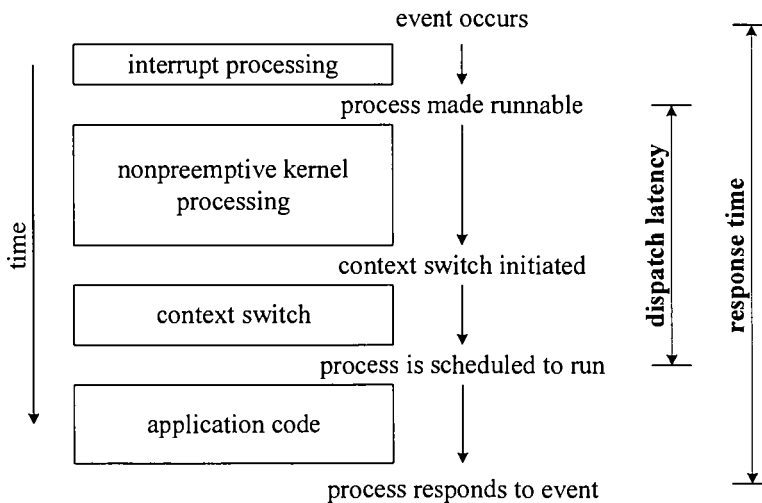 event occurs
interrupt processing
process made runnable
nonpreemptive kernel
processing
context switch initiated
context switch
process is scheduled to run
application code
process responds to event
time
dispatch latency
response time